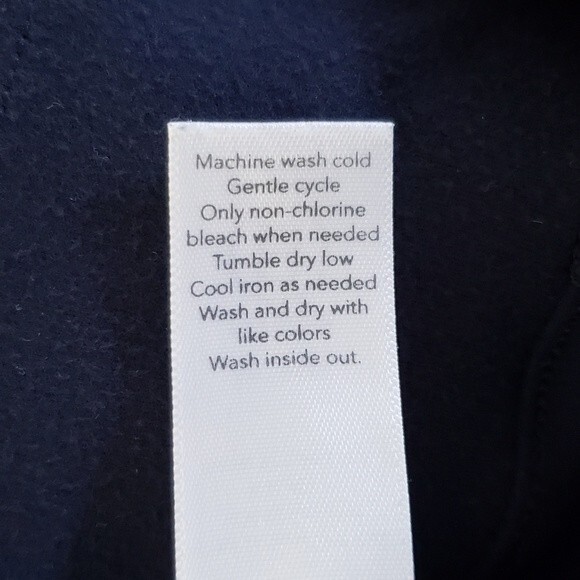 Machine wash cold
Gentle cycle
Only non-chlorine
bleach when needed
Tumble dry low
Cool iron as needed
Wash and dry with
like colors
Wash inside out.